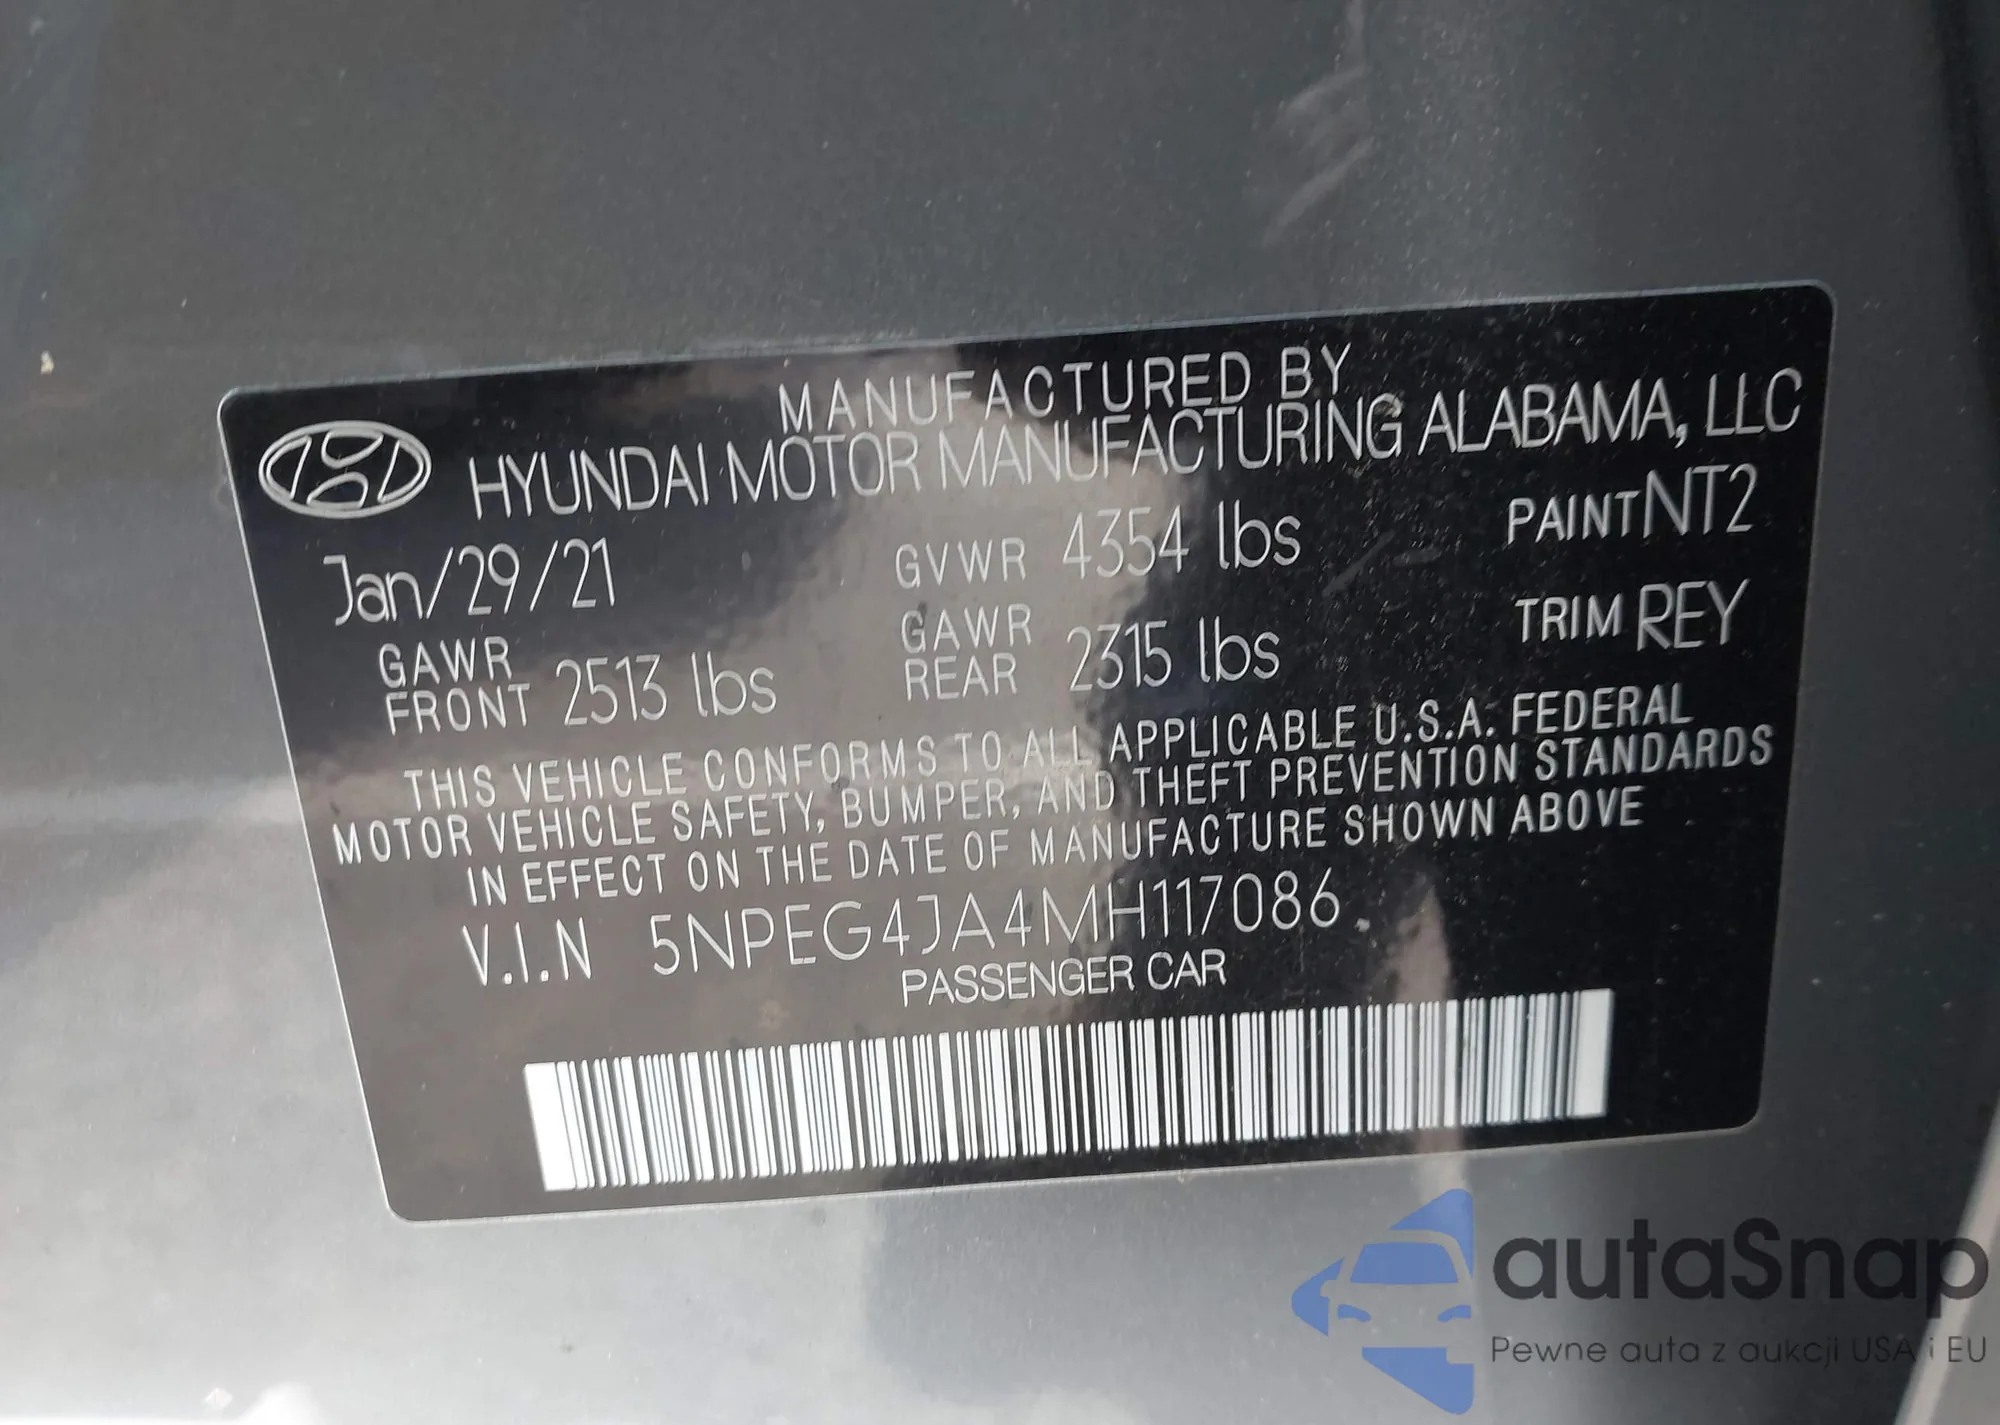 MANUFACTURED BY
HYUNDAI MOTOR MANUFACTURING ALABAMA, LLC
Jan/29/21 GVWR 4354 lbs PAINT NT2
GAWR FRONT 2513 lbs GAWR REAR 2315 lbs TRIM REY
THIS VEHICLE CONFORMS TO ALL APPLICABLE U.S.A. FEDERAL
MOTOR VEHICLE SAFETY, BUMPER, AND THEFT PREVENTION STANDARDS
IN EFFECT ON THE DATE OF MANUFACTURE SHOWN ABOVE
V.I.N 5NPEG4JA4MH117086
PASSENGER CAR
autaSnap
Pewne auta z aukcji USA i EU